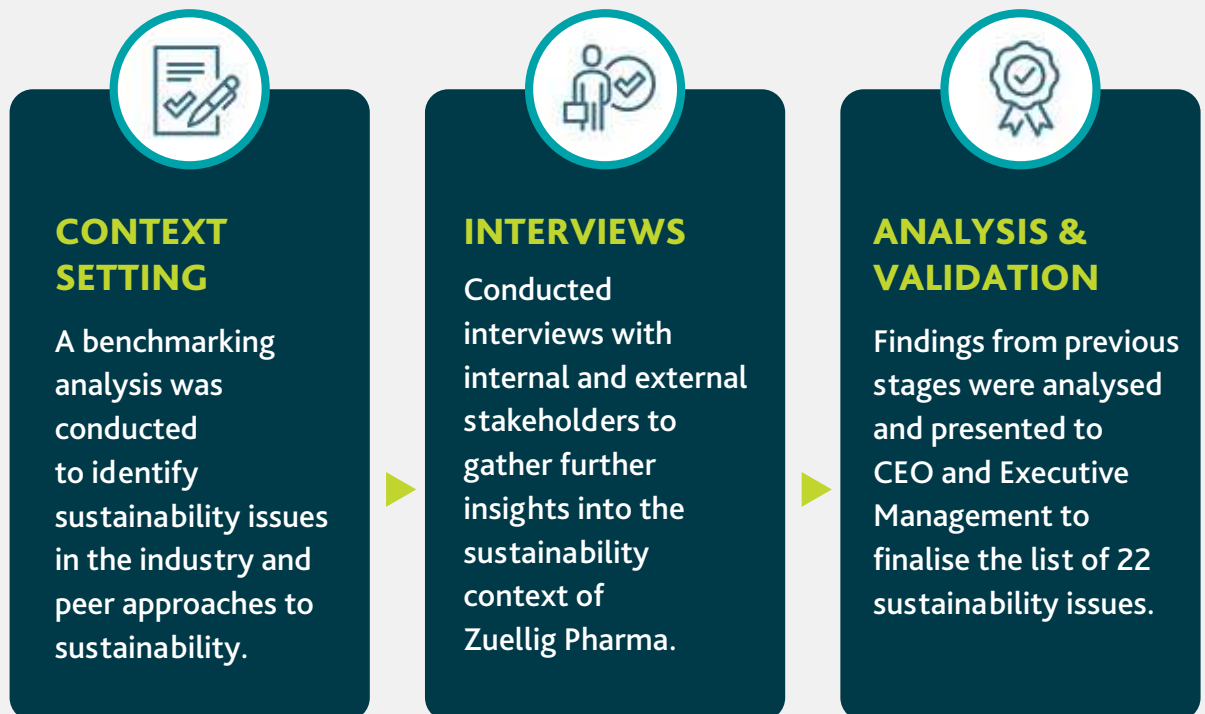 CONTEXT
SETTING
A benchmarking
analysis was
conducted
to identify
sustainability issues
in the industry and
peer approaches to
sustainability.
INTERVIEWS
Conducted
interviews with
internal and external
stakeholders to
gather further
insights into the
sustainability
context of
Zuellig Pharma.
ANALYSIS &
VALIDATION
Findings from previous
stages were analysed
and presented to
CEO and Executive
Management to
finalise the list of 22
sustainability issues.